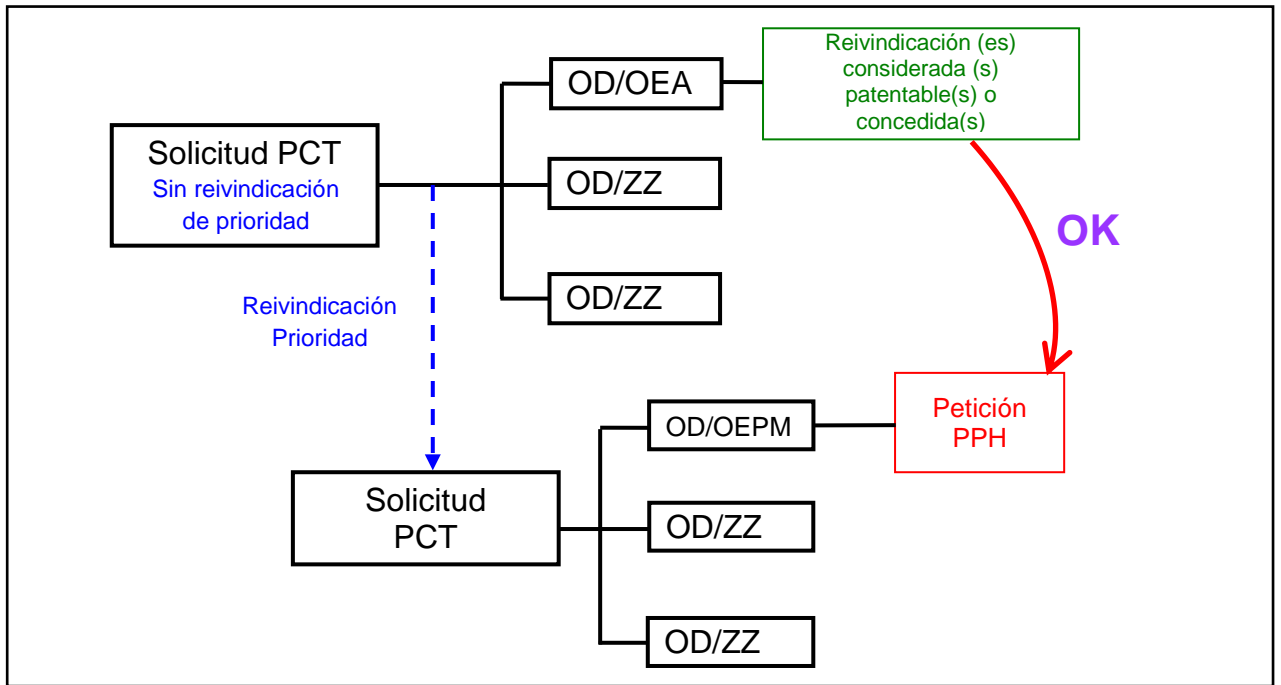 Solicitud PCT
Sin reivindicación
de prioridad
OD/OEA
Reivindicación (es)
considerada (s)
patentable(s) o
concedida(s)
OD/ZZ
OD/ZZ
OK
Reivindicación
Prioridad
Solicitud
PCT
OD/OEPM
Petición
PPH
OD/ZZ
OD/ZZ